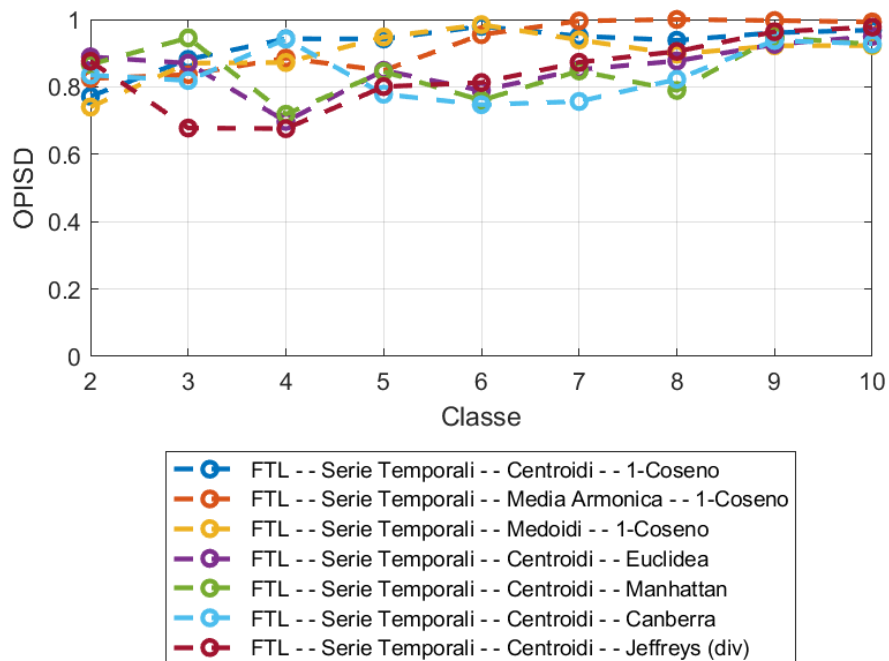 1
0.8
0.6
0.4
0.2
0
OPISD
2 3 4 5 6 7 8 9 10
Classe
FTL - - Serie Temporali - - Centroidi - - 1-Coseno
FTL - - Serie Temporali - - Media Armonica - - 1-Coseno
FTL - - Serie Temporali - - Medoidi - - 1-Coseno
FTL - - Serie Temporali - - Centroidi - - Euclidea
FTL - - Serie Temporali - - Centroidi - - Manhattan
FTL - - Serie Temporali - - Centroidi - - Canberra
FTL - - Serie Temporali - - Centroidi - - Jeffreys (div)